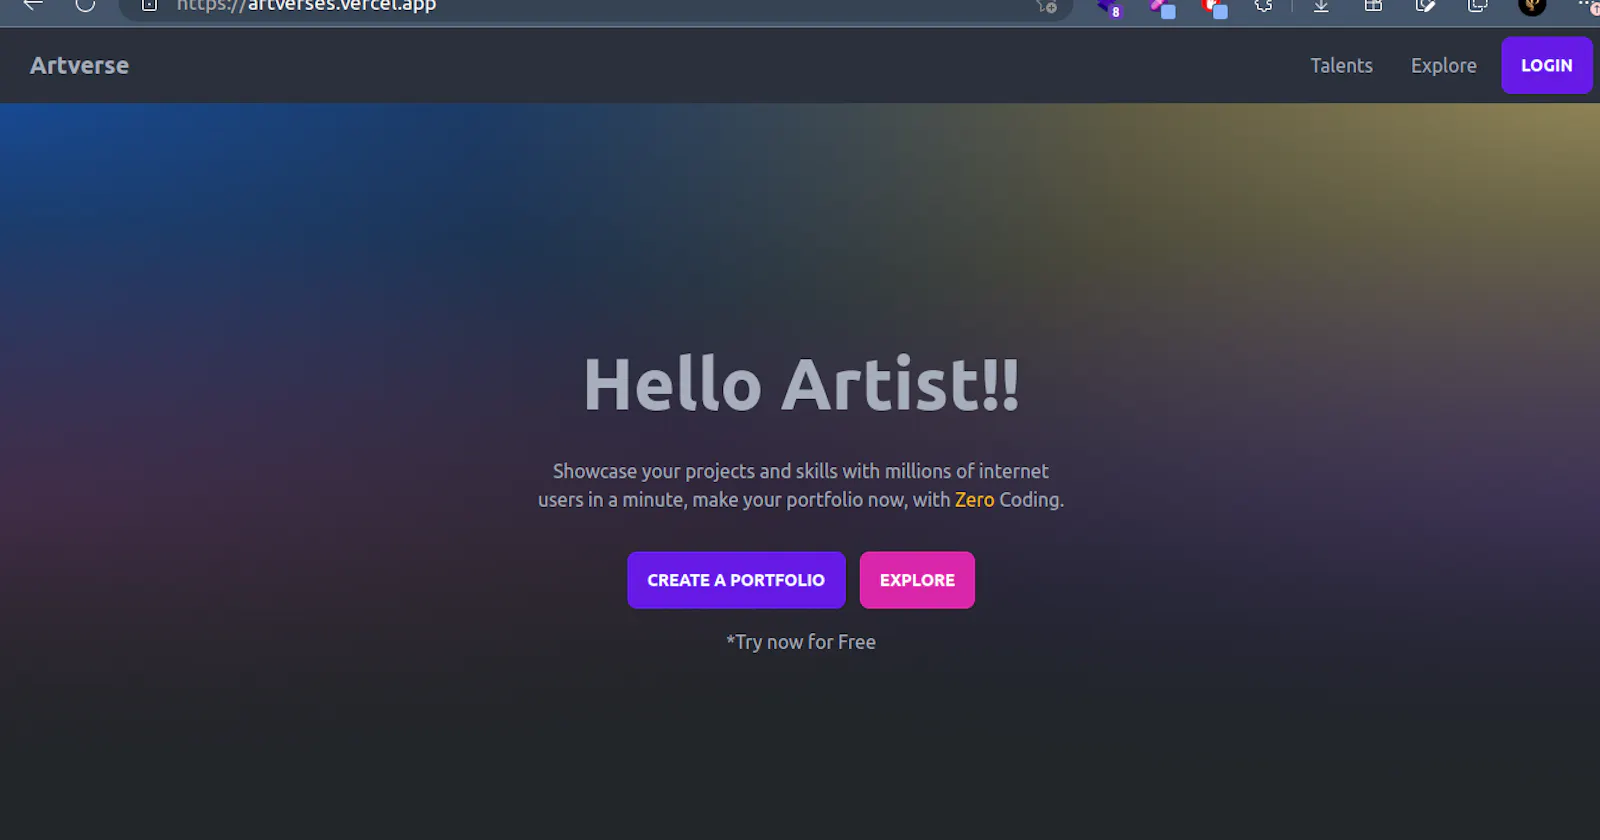 https://artverses.vercel.app
8
Artverse
Talents
Explore
LOGIN
Hello Artist!!
Showcase your projects and skills with millions of internet
users in a minute, make your portfolio now, with Zero Coding.
CREATE A PORTFOLIO
EXPLORE
*Try now for Free